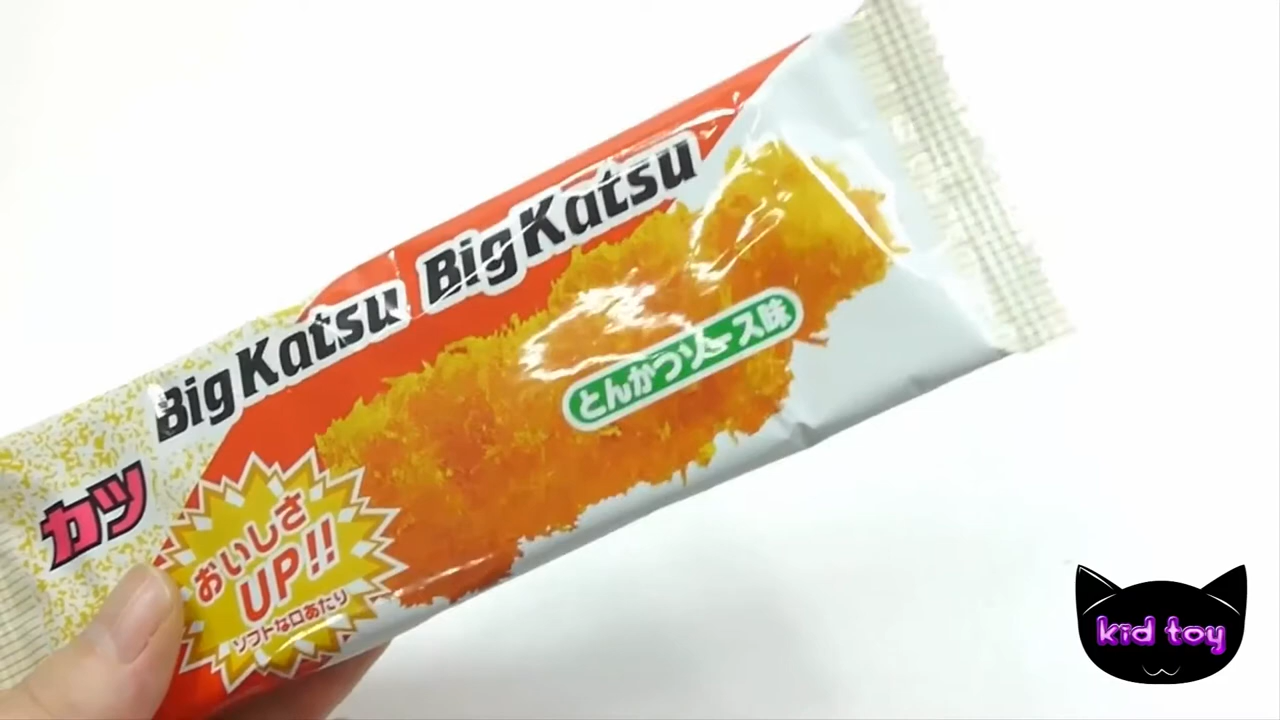 BigKatsu BigKatsu
とんかつソース味
カツ
おいしさ
UP!!
ソフトな口あたり
kid toy